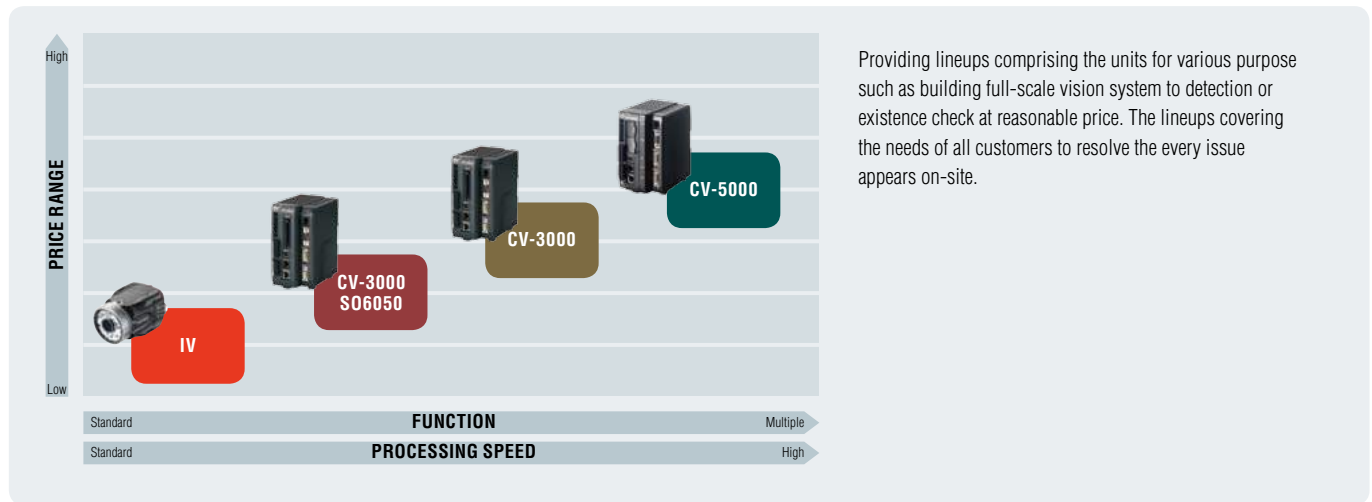 High
PRICE RANGE
Low
CV-5000
CV-3000
CV-3000
SO6050
IV
Standard FUNCTION Multiple
Standard PROCESSING SPEED High
Providing lineups comprising the units for various purpose
such as building full-scale vision system to detection or
existence check at reasonable price. The lineups covering
the needs of all customers to resolve the every issue
appears on-site.